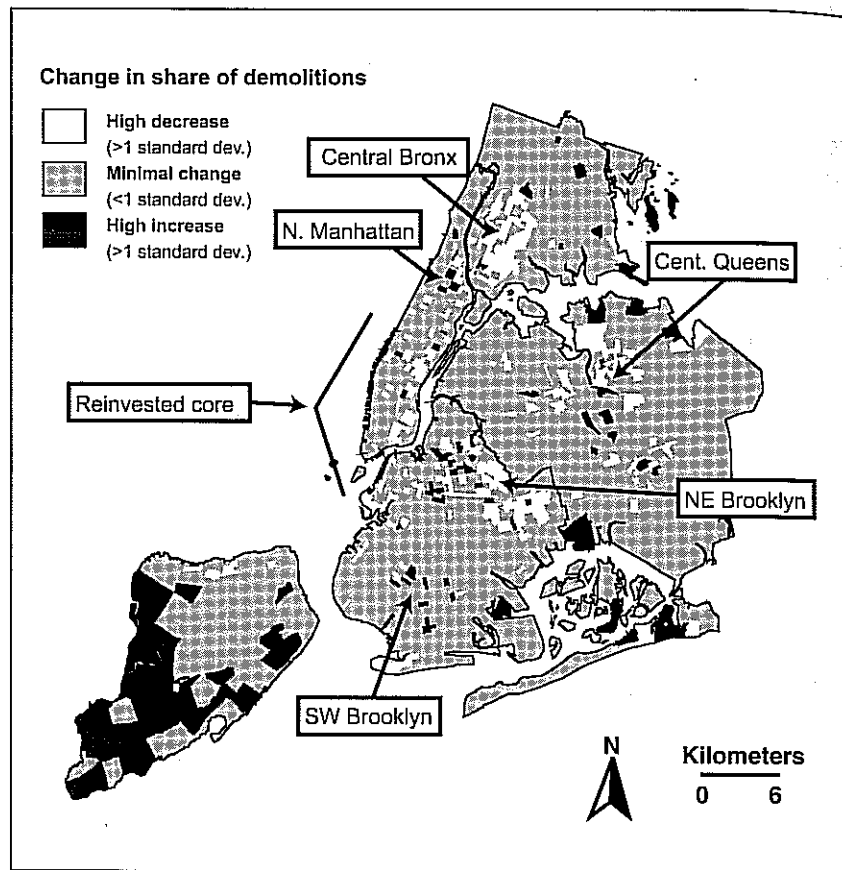 Change in share of demolitions
High decrease
(>1 standard dev.)
Minimal change
(<1 standard dev.)
High increase
(>1 standard dev.)
Central Bronx
N. Manhattan
Cent. Queens
Reinvested core
NE Brooklyn
SW Brooklyn
N
Kilometers
0 6